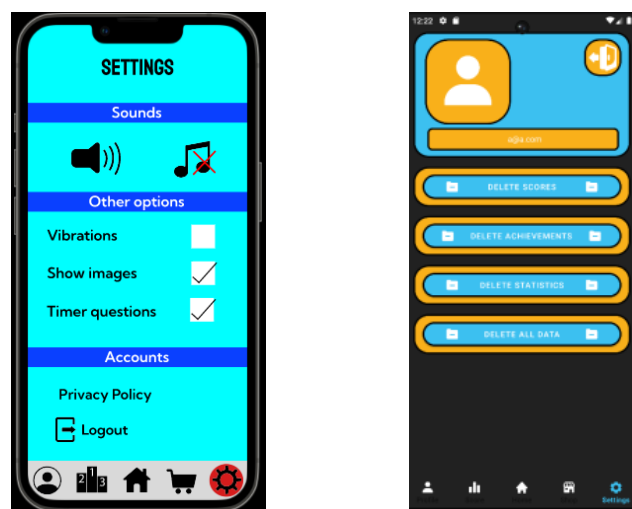 SETTINGS
Sounds
Other options
Vibrations
Show images
Timer questions
Accounts
Privacy Policy
Logout
2 1 3
12:22
DELETE SCORES
DELETE ACHIEVEMENTS
DELETE STATISTICS
DELETE ALL DATA
Settings